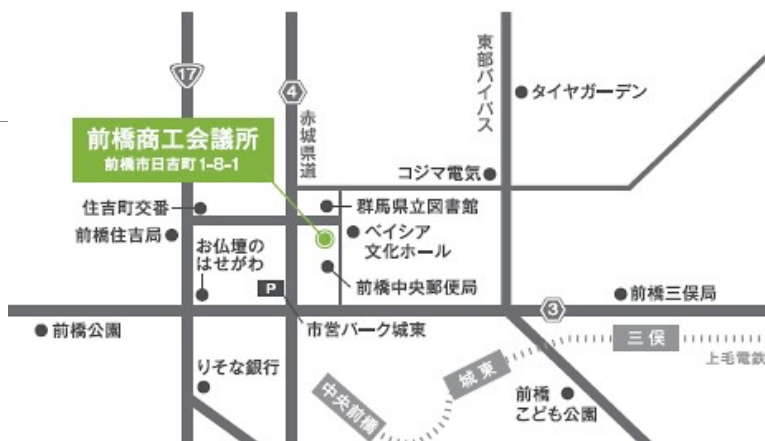 17
4
赤城県道
東部バイパス
タイヤガーデン
前橋商工会議所
前橋市日吉町1-8-1
コジマ電気
住吉町交番
群馬県立図書館
前橋住吉局
ベイシア
文化ホール
お仏壇の
はせがわ
P
前橋中央郵便局
3
前橋三俣局
前橋公園
市営パーク城東
三俣
上毛電鉄
りそな銀行
城東
中央前橋
前橋
こども公園